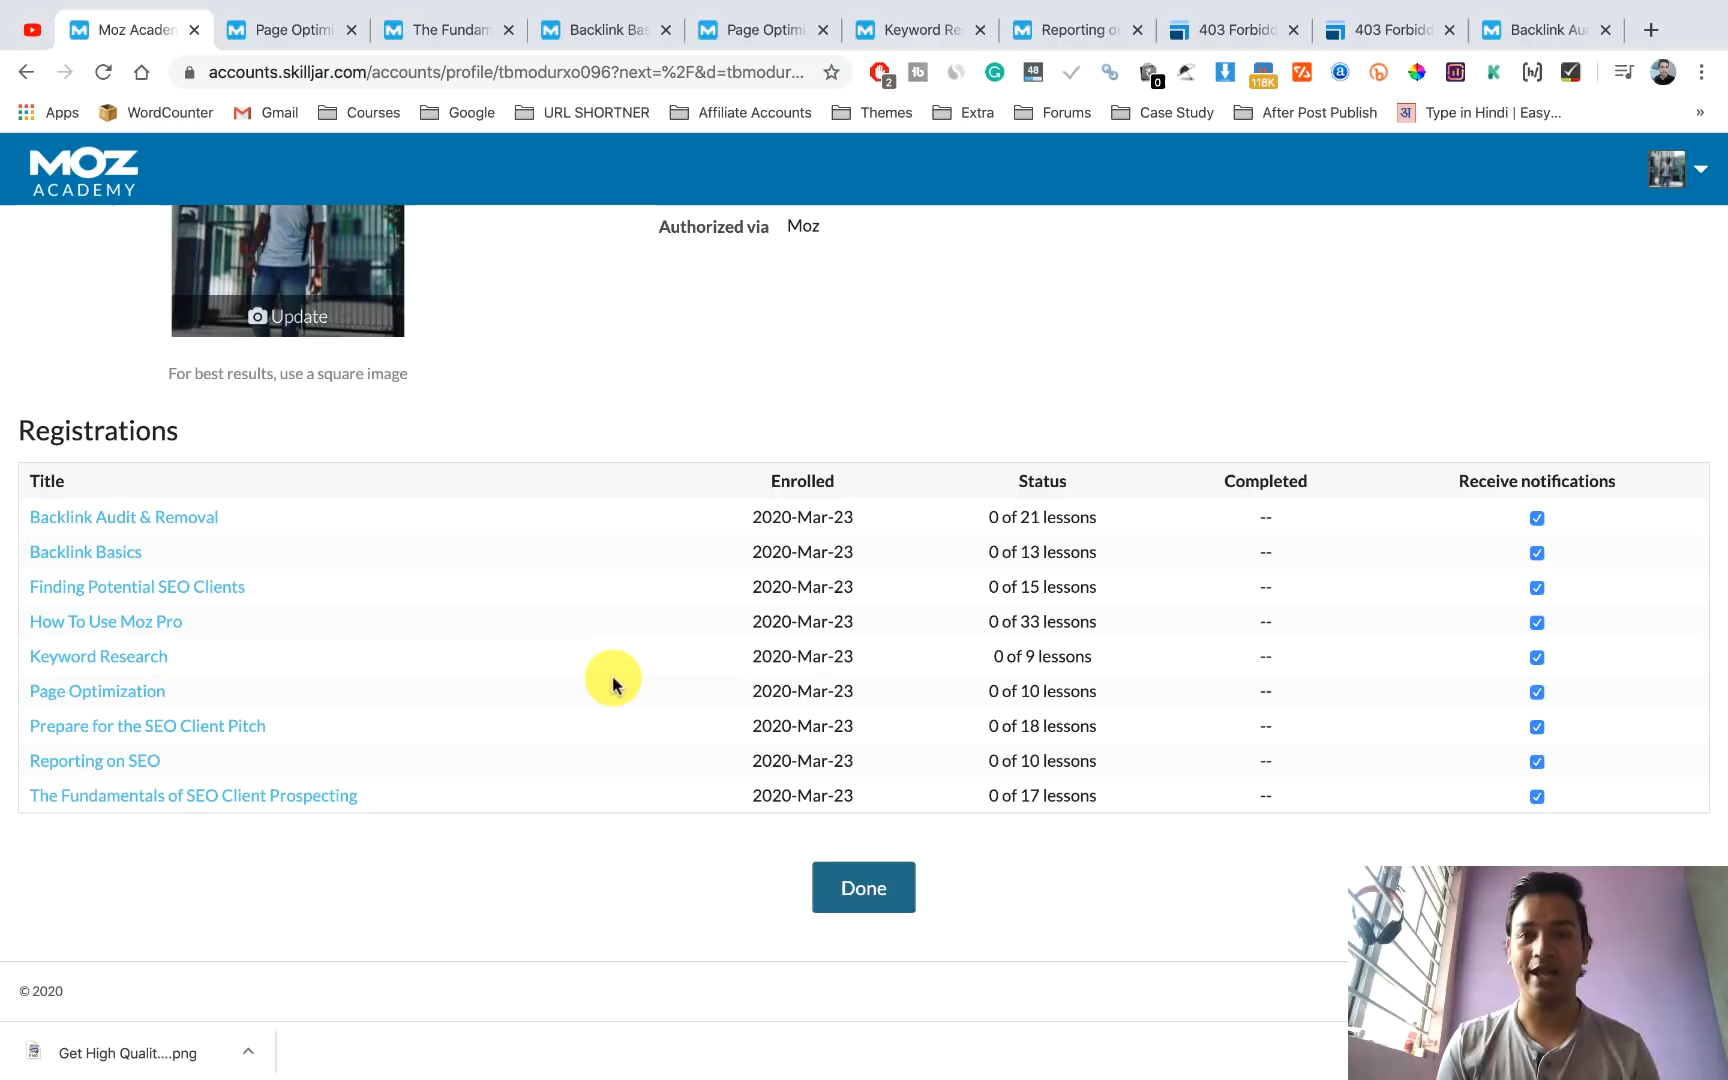 Moz Academ
Page Optimi
The Fundam
Backlink Bas
Page Optimi
Keyword Re
Reporting o
403 Forbidd
403 Forbidd
Backlink Aud
accounts.skilljar.com/accounts/profile/tbmodurxo096?next=%2F&d=tbmodur...
2
tb
48
0
118K
Apps
WordCounter
Gmail
Courses
Google
URL SHORTNER
Affiliate Accounts
Themes
Extra
Forums
Case Study
After Post Publish
अ
Type in Hindi | Easy...
»
MOZ
ACADEMY
Authorized via Moz
Update
For best results, use a square image
Registrations
Title Enrolled Status Completed Receive notifications
Backlink Audit & Removal 2020-Mar-23 0 of 21 lessons --
Backlink Basics 2020-Mar-23 0 of 13 lessons --
Finding Potential SEO Clients 2020-Mar-23 0 of 15 lessons --
How To Use Moz Pro 2020-Mar-23 0 of 33 lessons --
Keyword Research 2020-Mar-23 0 of 9 lessons --
Page Optimization 2020-Mar-23 0 of 10 lessons --
Prepare for the SEO Client Pitch 2020-Mar-23 0 of 18 lessons --
Reporting on SEO 2020-Mar-23 0 of 10 lessons --
The Fundamentals of SEO Client Prospecting 2020-Mar-23 0 of 17 lessons --
Done
© 2020
Get High Qualit....png